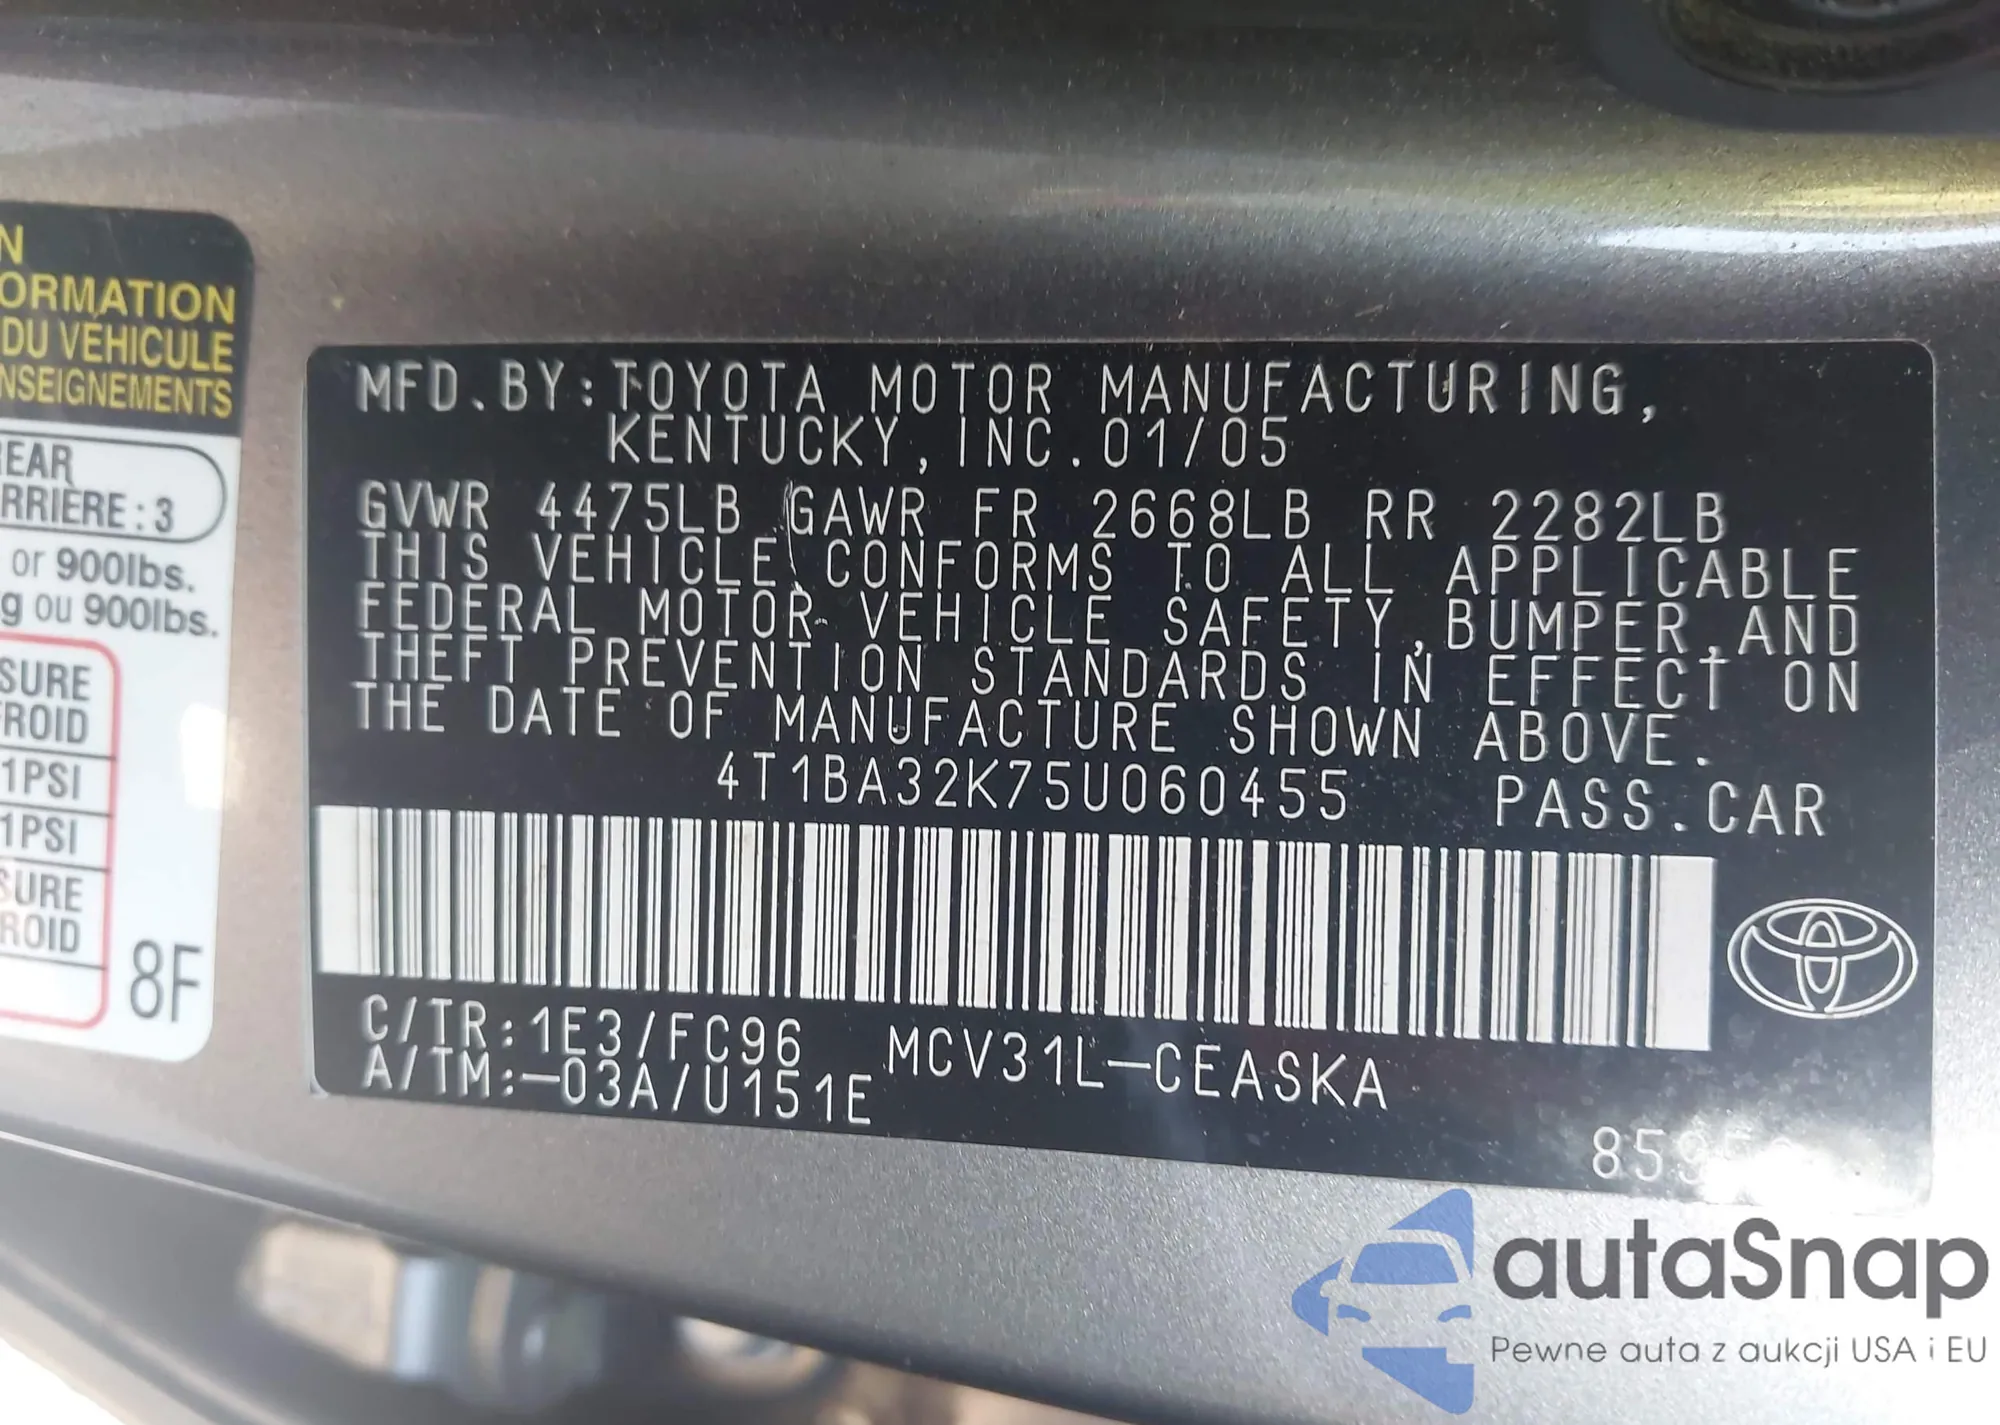 N
ORMATION
DU VÉHICULE
NSEIGNEMENTS
REAR
RRIÈRE : 3
or 900lbs.
g ou 900lbs.
SURE
FROID
1PSI
1PSI
SURE
ROID
8F
MFD.BY:TOYOTA MOTOR MANUFACTURING,
KENTUCKY,INC.01/05
GVWR 4475LB GAWR FR 2668LB RR 2282LB
THIS VEHICLE CONFORMS TO ALL APPLICABLE
FEDERAL MOTOR VEHICLE SAFETY,BUMPER,AND
THEFT PREVENTION STANDARDS IN EFFECT ON
THE DATE OF MANUFACTURE SHOWN ABOVE.
4T1BA32K75U060455 PASS.CAR
C/TR:1E3/FC96 MCV31L-CEASKA
A/TM:-03A/U151E
autaSnap
Pewne auta z aukcji USA i EU